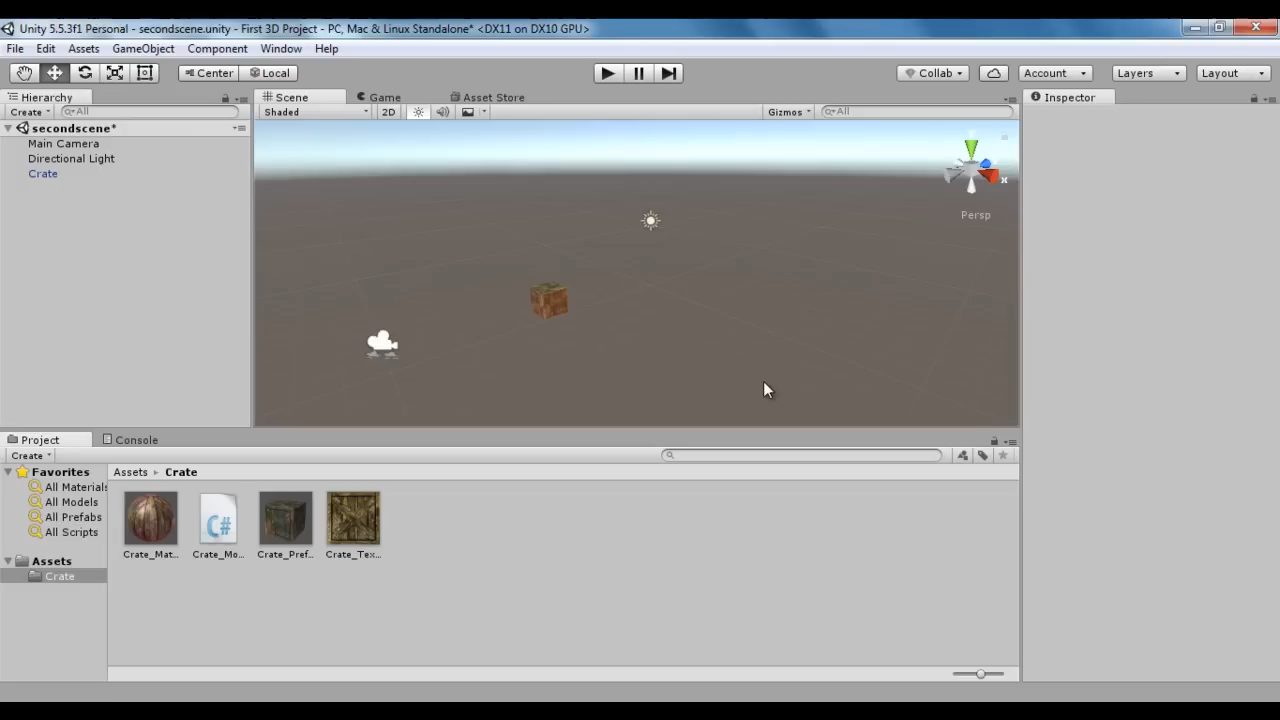 Unity 5.5.3f1 Personal - secondscene.unity - First 3D Project - PC, Mac & Linux Standalone* <DX11 on DX10 GPU>
File Edit Assets GameObject Component Window Help
Center Local Collab Account Layers Layout
Hierarchy Scene Game Asset Store Inspector
Create All Shaded 2D Gizmos All
secondscene*
Main Camera
Directional Light
Crate
x
Persp
Project Console
Create
Favorites Assets Crate
All Materials
All Models
All Prefabs
All Scripts
C#
Crate_Mat... Crate_Mo... Crate_Pref... Crate_Tex...
Assets
Crate